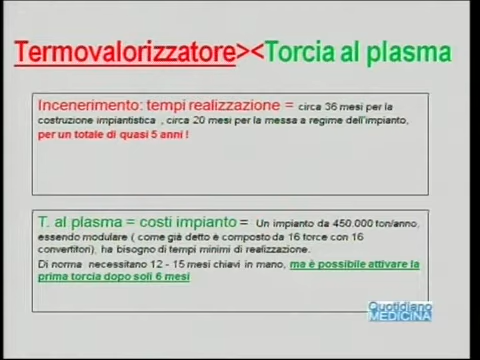 Termovalorizzatore><Torcia al plasma
Incenerimento: tempi realizzazione = circa 36 mesi per la
costruzione impiantistica , circa 20 mesi per la messa a regime dell'impianto,
per un totale di quasi 5 anni !
T. al plasma = costi impianto = Un impianto da 450.000 ton/anno,
essendo modulare ( come già detto è composto da 16 torce con 16
convertitori), ha bisogno di tempi minimi di realizzazione.
Di norma necessitano 12 - 15 mesi chiavi in mano, ma è possibile attivare la
prima torcia dopo soli 6 mesi
Quotidiano
MEDICINA